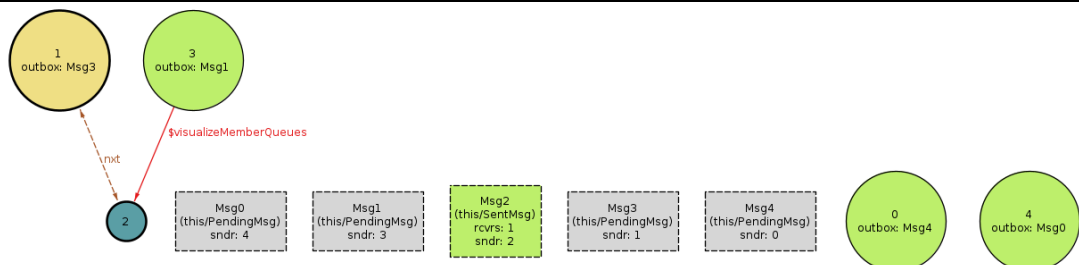 1
outbox: Msg3
3
outbox: Msg1
$visualizeMemberQueues
nxt
2
Msg0
(this/PendingMsg)
sndr: 4
Msg1
(this/PendingMsg)
sndr: 3
Msg2
(this/SentMsg)
rcvrs: 1
sndr: 2
Msg3
(this/PendingMsg)
sndr: 1
Msg4
(this/PendingMsg)
sndr: 0
0
outbox: Msg4
4
outbox: Msg0